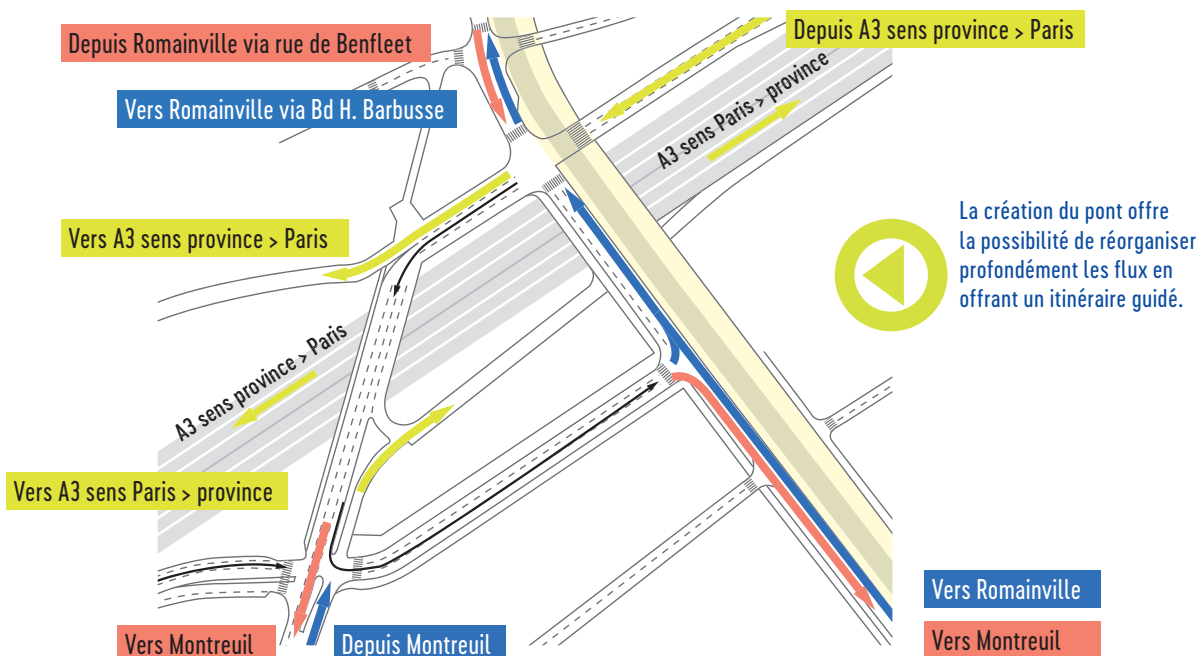 Depuis Romainville via rue de Benfleet
Depuis A3 sens province > Paris
Vers Romainville via Bd H. Barbusse
A3 sens Paris > province
Vers A3 sens province > Paris
La création du pont offre
la possibilité de réorganiser
profondément les flux en
offrant un itinéraire guidé.
A3 sens province > Paris
Vers A3 sens Paris > province
Vers Romainville
Vers Montreuil
Depuis Montreuil
Vers Montreuil